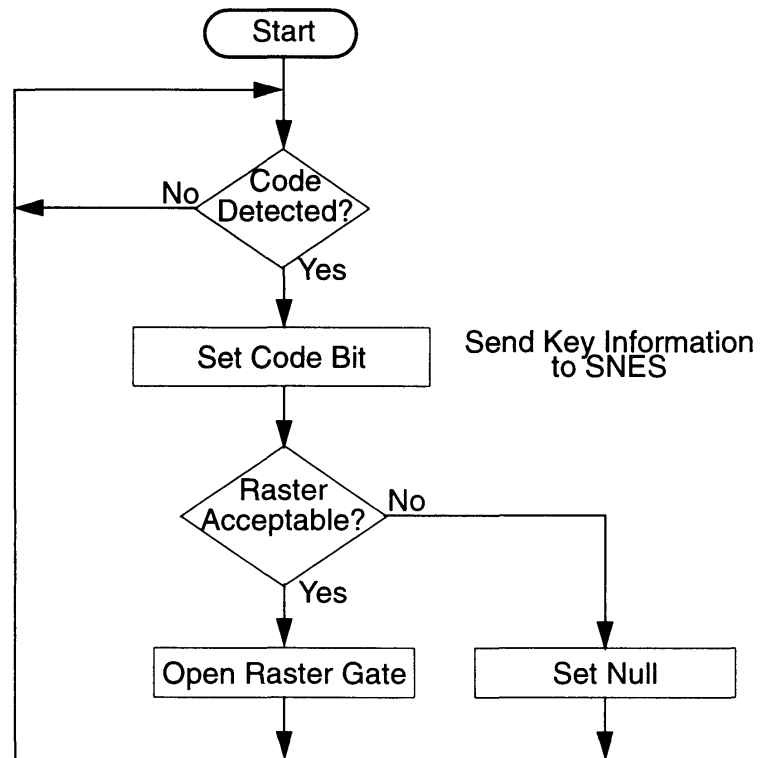 Start
No
Code
Detected?
Yes
Set Code Bit
Send Key Information
to SNES
Raster
Acceptable?
No
Yes
Open Raster Gate
Set Null